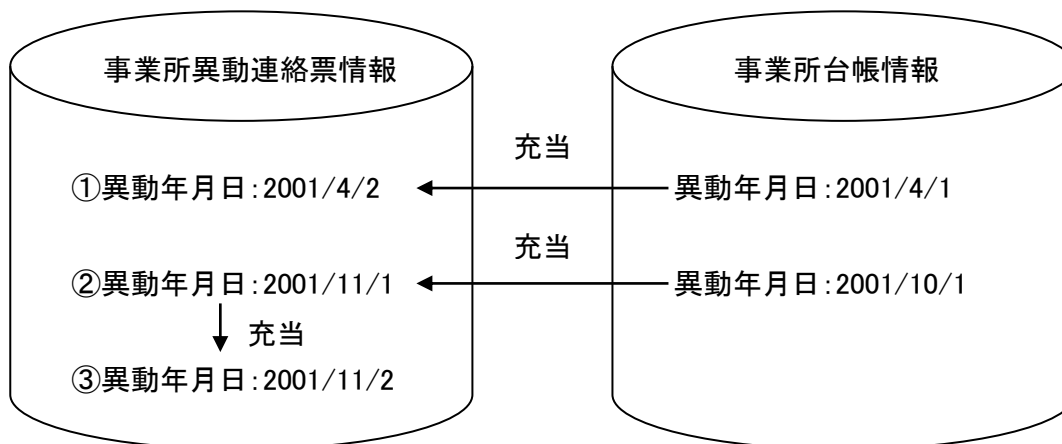 事業所異動連絡票情報
事業所台帳情報
充当
①異動年月日:2001/4/2
異動年月日:2001/4/1
充当
②異動年月日:2001/11/1
異動年月日:2001/10/1
充当
③異動年月日:2001/11/2